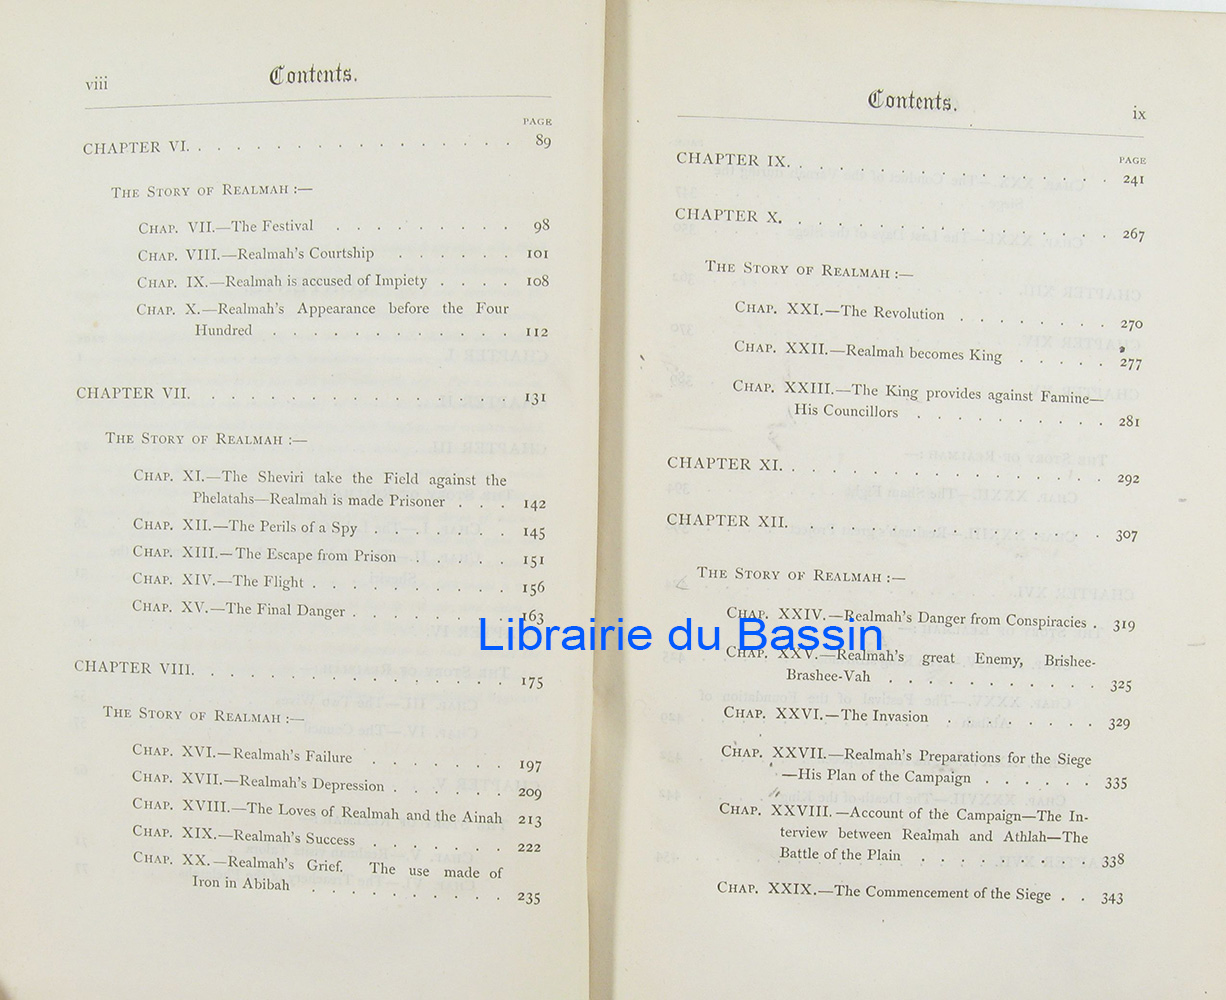 viii
Contents.
PAGE
CHAPTER VI. . . . . . . . . . . . . . 89
THE STORY OF REALMAH :—
CHAP. VII.—The Festival . . . . . . . . . 98
CHAP. VIII.—Realmah's Courtship . . . . . . 101
CHAP. IX.—Realmah is accused of Impiety . . . . 108
CHAP. X.—Realmah's Appearance before the Four
Hundred . . . . . . . . . . . . 112
CHAPTER VII. . . . . . . . . . . . . . 131
THE STORY OF REALMAH :—
CHAP. XI.—The Sheviri take the Field against the
Phelatahs—Realmah is made Prisoner . . . 142
CHAP. XII.—The Perils of a Spy . . . . . . . 145
CHAP. XIII.—The Escape from Prison . . . . . 151
CHAP. XIV.—The Flight . . . . . . . . . 156
CHAP. XV.—The Final Danger . . . . . . . 163
CHAPTER VIII. . . . . . . . . . . . . . 175
THE STORY OF REALMAH :—
CHAP. XVI.—Realmah's Failure . . . . . . . 197
CHAP. XVII.—Realmah's Depression . . . . . . 209
CHAP. XVIII.—The Loves of Realmah and the Ainah 213
CHAP. XIX.—Realmah's Success . . . . . . . 222
CHAP. XX.—Realmah's Grief. The use made of
Iron in Abibah . . . . . . . . . . 235
Contents.
ix
PAGE
CHAPTER IX. . . . . . . . . . . . . . 241
CHAPTER X. . . . . . . . . . . . . . 267
THE STORY OF REALMAH :—
CHAP. XXI.—The Revolution . . . . . . . . 270
CHAP. XXII.—Realmah becomes King . . . . . 277
CHAP. XXIII.—The King provides against Famine—
His Councillors . . . . . . . . . . 281
CHAPTER XI. . . . . . . . . . . . . . 292
CHAPTER XII. . . . . . . . . . . . . . 307
THE STORY OF REALMAH :—
CHAP. XXIV.—Realmah's Danger from Conspiracies . 319
CHAP. XXV.—Realmah's great Enemy, Brishee-
Brashee-Vah . . . . . . . . . . . 325
CHAP. XXVI.—The Invasion . . . . . . . . 329
CHAP. XXVII.—Realmah's Preparations for the Siege
—His Plan of the Campaign . . . . . . 335
CHAP. XXVIII.—Account of the Campaign—The In-
terview between Realmah and Athlah—The
Battle of the Plain . . . . . . . . . 338
CHAP. XXIX.—The Commencement of the Siege . . 343
Librairie du Bassin